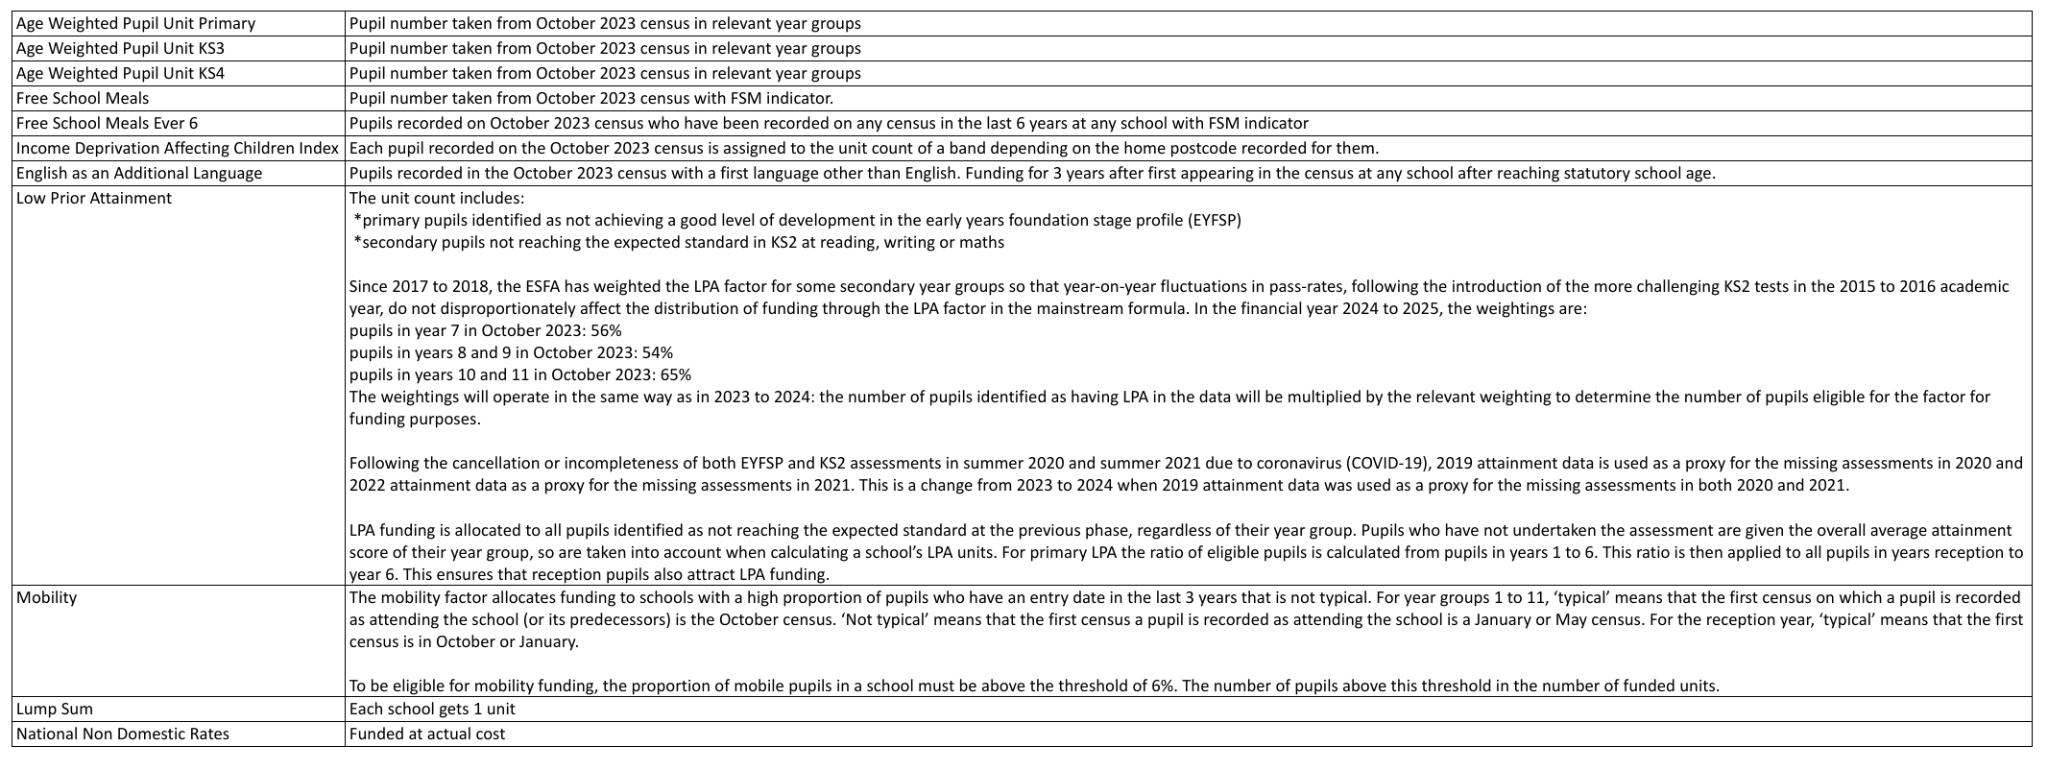 Age Weighted Pupil Unit Primary
Pupil number taken from October 2023 census in relevant year groups
Age Weighted Pupil Unit KS3
Pupil number taken from October 2023 census in relevant year groups
Age Weighted Pupil Unit KS4
Pupil number taken from October 2023 census in relevant year groups
Free School Meals
Pupil number taken from October 2023 census with FSM indicator.
Free School Meals Ever 6
Pupils recorded on October 2023 census who have been recorded on any census in the last 6 years at any school with FSM indicator
Income Deprivation Affecting Children Index
Each pupil recorded on the October 2023 census is assigned to the unit count of a band depending on the home postcode recorded for them.
English as an Additional Language
Pupils recorded in the October 2023 census with a first language other than English. Funding for 3 years after first appearing in the census at any school after reaching statutory school age.
Low Prior Attainment
The unit count includes:
*primary pupils identified as not achieving a good level of development in the early years foundation stage profile (EYFSP)
*secondary pupils not reaching the expected standard in KS2 at reading, writing or maths
Since 2017 to 2018, the ESFA has weighted the LPA factor for some secondary year groups so that year-on-year fluctuations in pass-rates, following the introduction of the more challenging KS2 tests in the 2015 to 2016 academic
year, do not disproportionately affect the distribution of funding through the LPA factor in the mainstream formula. In the financial year 2024 to 2025, the weightings are:
pupils in year 7 in October 2023: 56%
pupils in years 8 and 9 in October 2023: 54%
pupils in years 10 and 11 in October 2023: 65%
The weightings will operate in the same way as in 2023 to 2024: the number of pupils identified as having LPA in the data will be multiplied by the relevant weighting to determine the number of pupils eligible for the factor for
funding purposes.
Following the cancellation or incompleteness of both EYFSP and KS2 assessments in summer 2020 and summer 2021 due to coronavirus (COVID-19), 2019 attainment data is used as a proxy for the missing assessments in 2020 and
2022 attainment data as a proxy for the missing assessments in 2021. This is a change from 2023 to 2024 when 2019 attainment data was used as a proxy for the missing assessments in both 2020 and 2021.
LPA funding is allocated to all pupils identified as not reaching the expected standard at the previous phase, regardless of their year group. Pupils who have not undertaken the assessment are given the overall average attainment
score of their year group, so are taken into account when calculating a school’s LPA units. For primary LPA the ratio of eligible pupils is calculated from pupils in years 1 to 6. This ratio is then applied to all pupils in years reception to
year 6. This ensures that reception pupils also attract LPA funding.
Mobility
The mobility factor allocates funding to schools with a high proportion of pupils who have an entry date in the last 3 years that is not typical. For year groups 1 to 11, ‘typical’ means that the first census on which a pupil is recorded
as attending the school (or its predecessors) is the October census. ‘Not typical’ means that the first census a pupil is recorded as attending the school is a January or May census. For the reception year, ‘typical’ means that the first
census is in October or January.
To be eligible for mobility funding, the proportion of mobile pupils in a school must be above the threshold of 6%. The number of pupils above this threshold in the number of funded units.
Lump Sum
Each school gets 1 unit
National Non Domestic Rates
Funded at actual cost